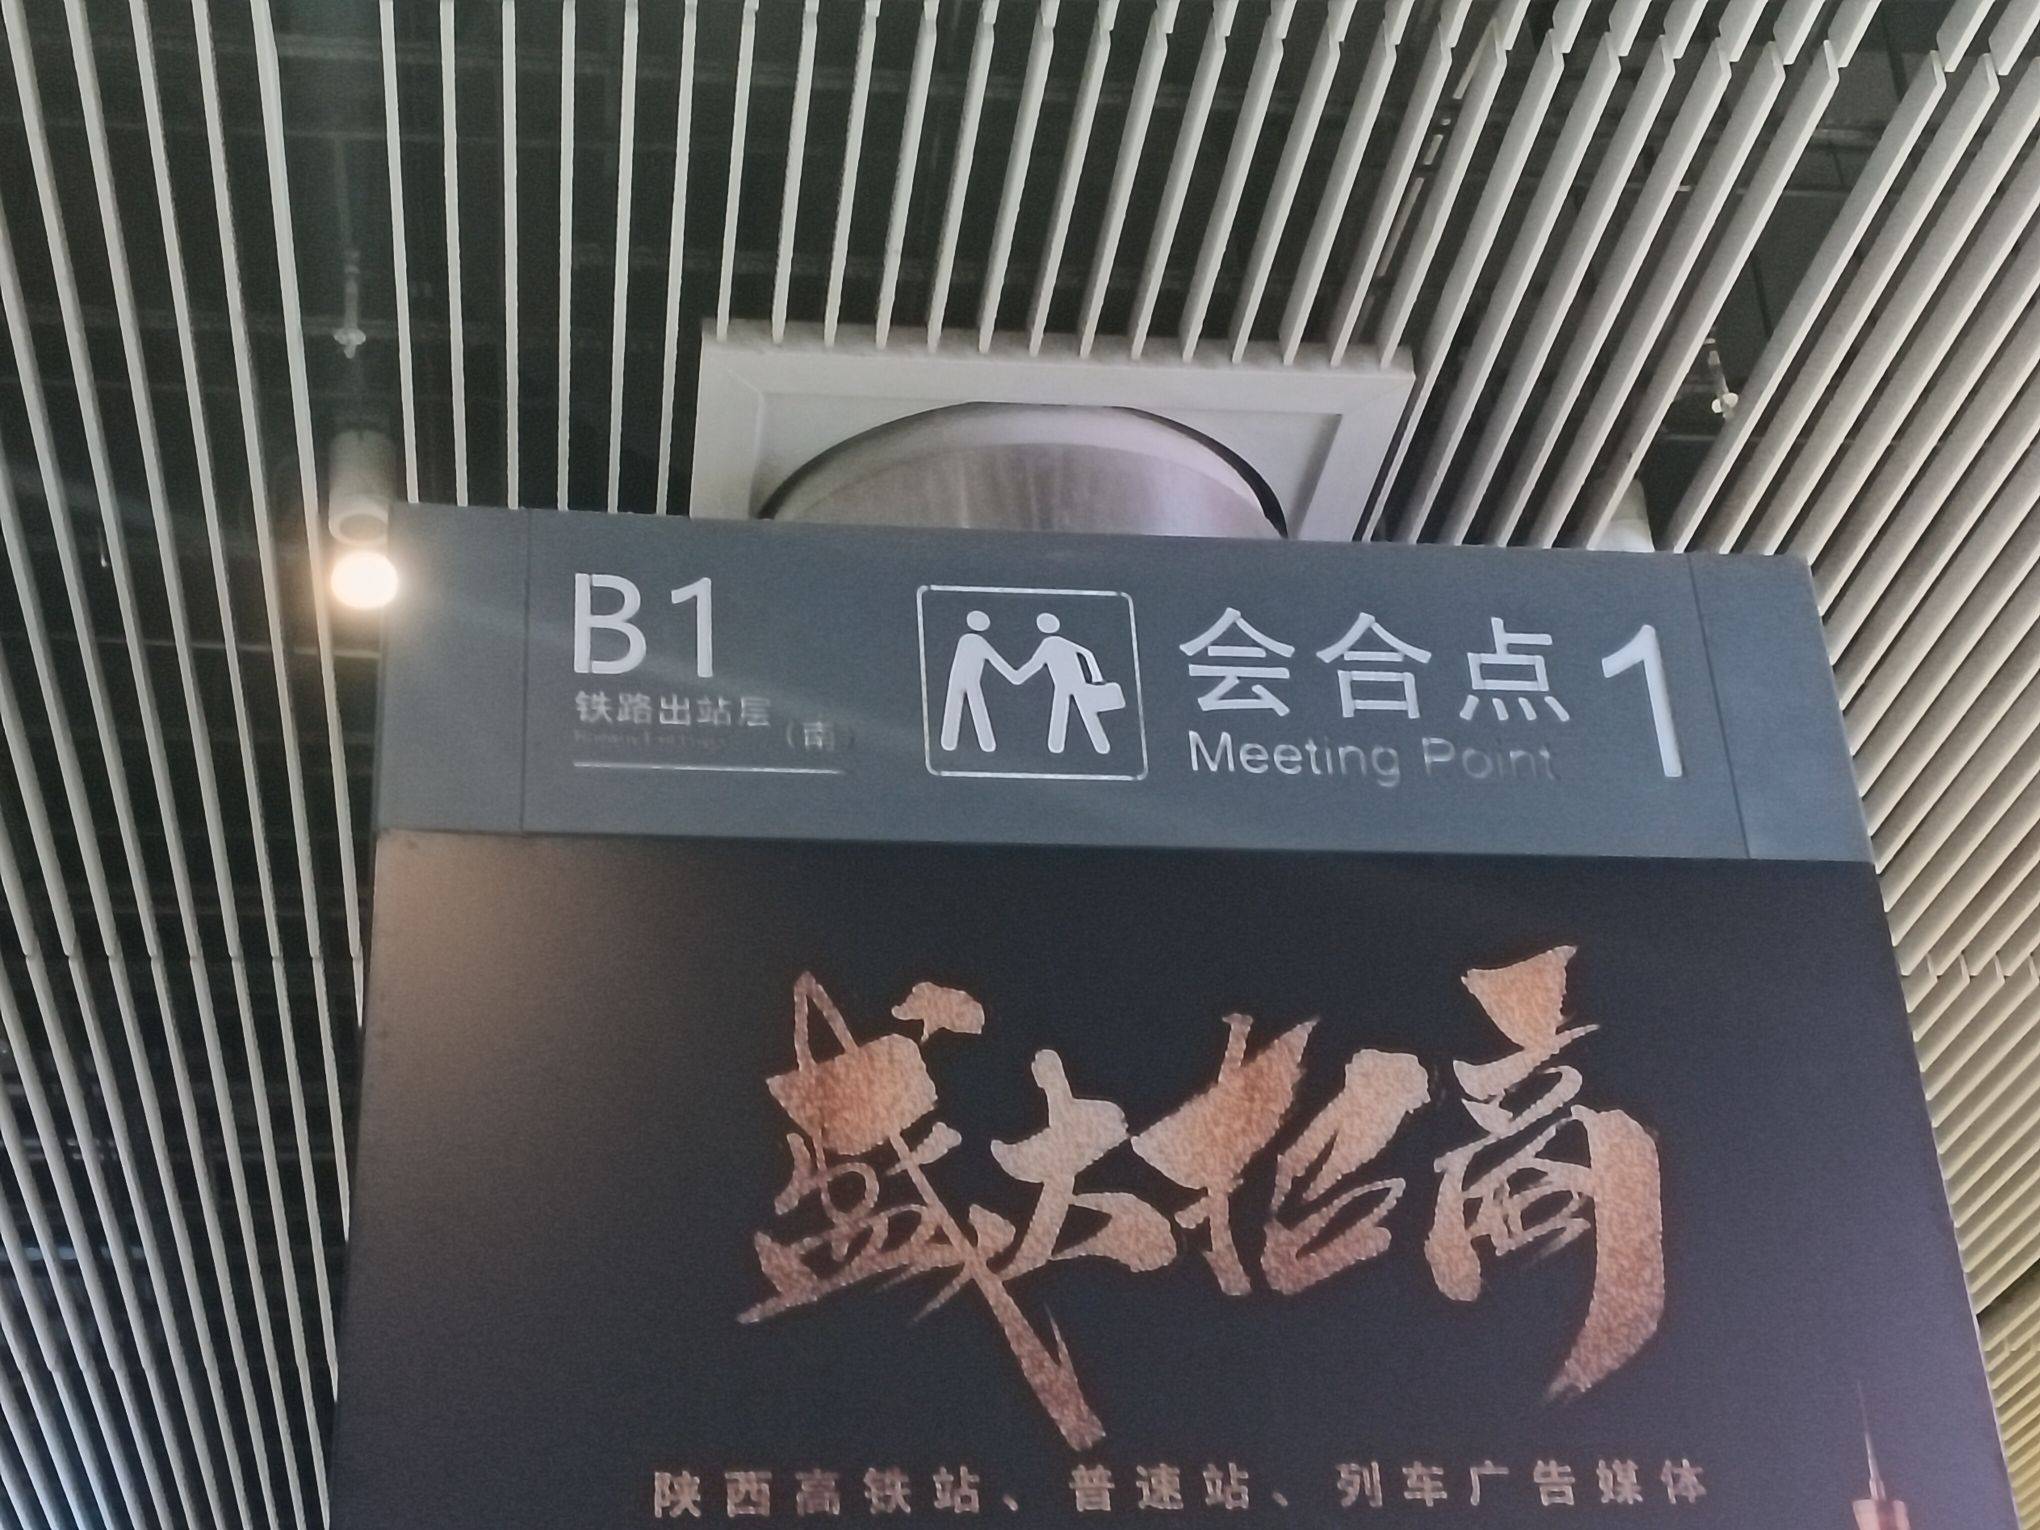 B1
铁路出站层
（南）
会合点 1
Meeting Point
盛大招商
陕西高铁站、普速站、列车广告媒体